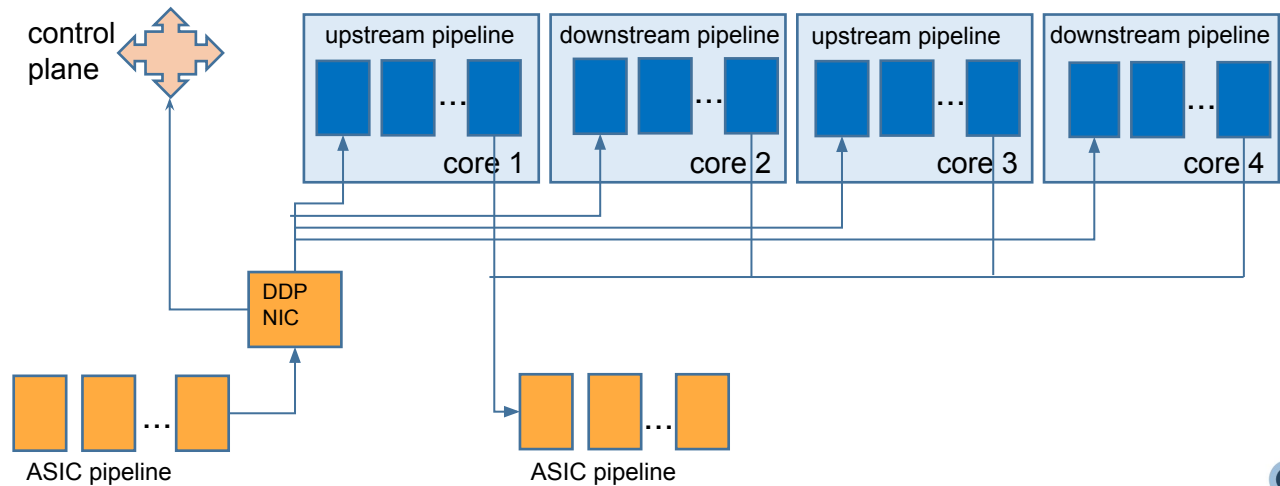 control
plane
upstream pipeline
...
core 1
downstream pipeline
...
core 2
upstream pipeline
...
core 3
downstream pipeline
...
core 4
DDP
NIC
...
ASIC pipeline
...
ASIC pipeline